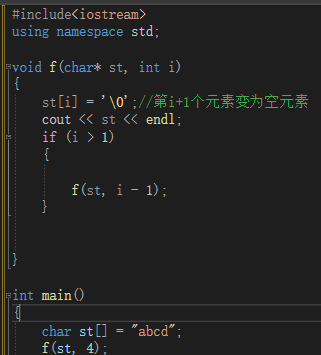 #include<iostream>
using namespace std;
void f(char* st, int i)
{
st[i] = '\0';//第i+1个元素变为空元素
cout << st << endl;
if (i > 1)
{
f(st, i - 1);
}
}
int main()
{
char st[] = "abcd";
f(st, 4);